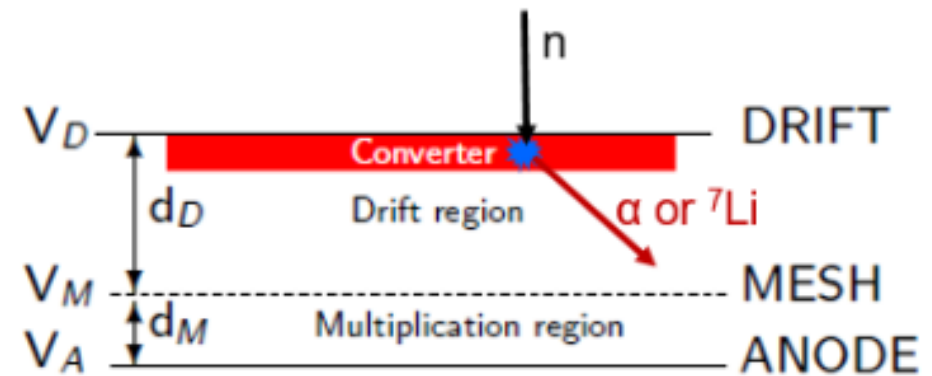 n
V_D DRIFT
Converter
d_D Drift region α or ⁷Li
V_M MESH
d_M Multiplication region
V_A ANODE